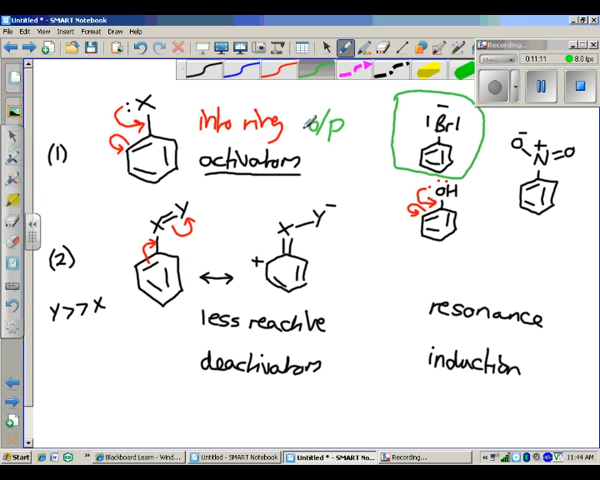 Untitled * - SMART Notebook
File Edit View Insert Format Draw Help
Recording...
0:11:11
8.0 fps
:X
into ring
o/p
activators
(1)
Br
O - N + = O
:OH
X=Y
X-Y -
(2)
+
Y>>X
less reactive
resonance
deactivators
induction
Start
Blackboard Learn - Wind...
Untitled - SMART Notebook
Untitled * - SMART No...
Recording...
11:44 AM